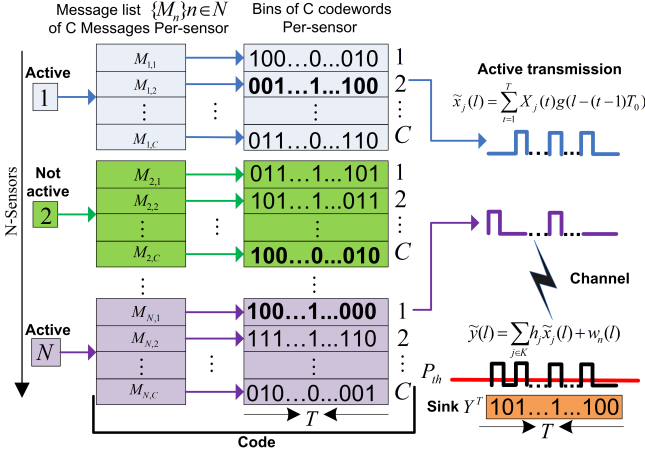 Message list {M_n}n∈N
of C Messages Per-sensor
Bins of C codewords
Per-sensor
N-Sensors
Active
1
M_{1,1}
M_{1,2}
⋮
M_{1,C}
⋮
100…0…010
001…1…100
⋮
011…0…110
1
2
⋮
C
Not
active
2
M_{2,1}
M_{2,2}
⋮
M_{2,C}
⋮
011…1…101
101…1…011
⋮
100…0…010
1
2
⋮
C
⋮
⋮
Active
N
M_{N,1}
M_{N,2}
⋮
M_{N,C}
⋮
100…1…000
111…1…110
⋮
010…0…001
1
2
⋮
C
T
Code
Active transmission
x̃_j(l)=∑_{t=1}^{T} X_j(t)g(l−(t−1)T_0)
… …
… …
Channel
ỹ(l)=∑_{j∈K} h_j x̃_j(l)+w_n(l)
P_{th}
… …
Sink Y^T
101…1…100
T